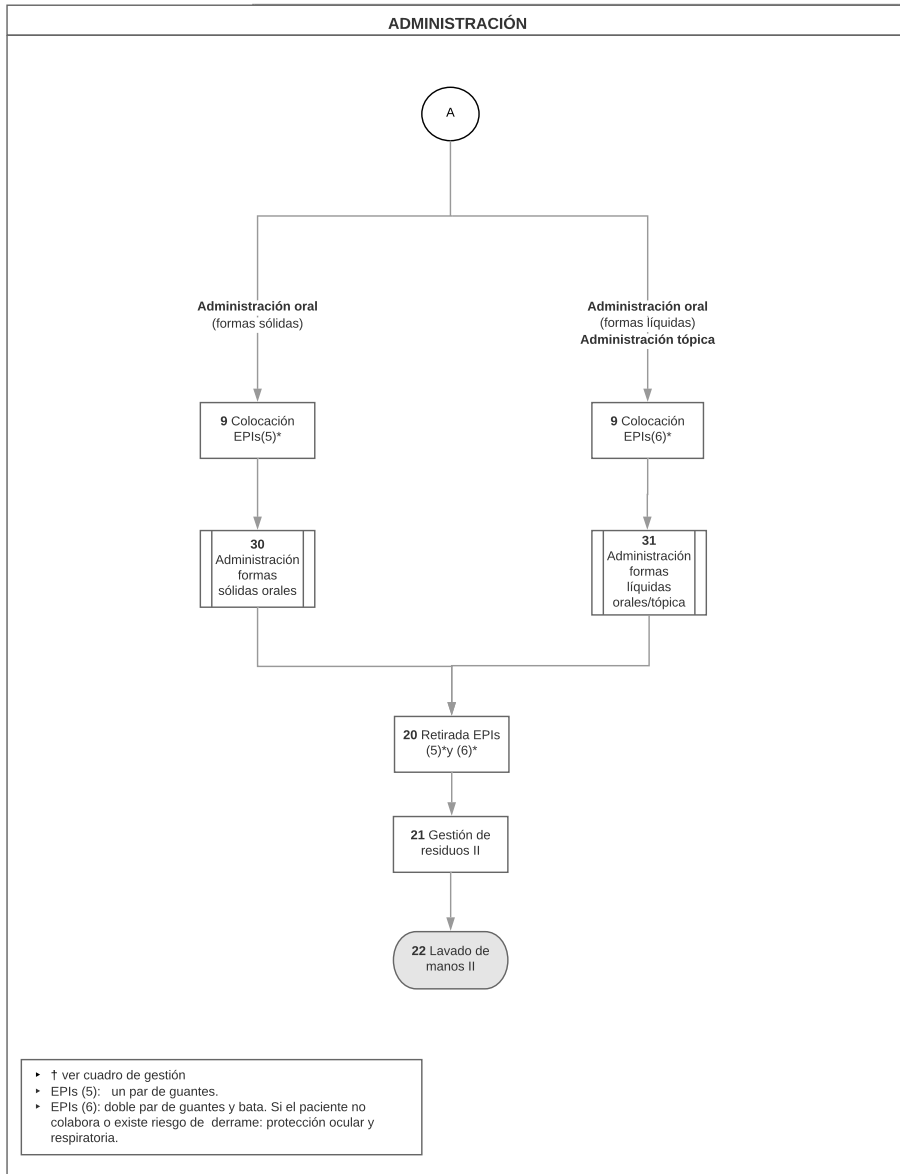 ADMINISTRACIÓN
A
Administración oral
(formas sólidas)
Administración oral
(formas líquidas)
Administración tópica
9 Colocación
EPIs(5)*
9 Colocación
EPIs(6)*
30
Administración
formas
sólidas orales
31
Administración
formas
líquidas
orales/tópica
20 Retirada EPIs
(5)*y (6)*
21 Gestión de
residuos II
22 Lavado de
manos II
‣ † ver cuadro de gestión
‣ EPIs (5): un par de guantes.
‣ EPIs (6): doble par de guantes y bata. Si el paciente no
colabora o existe riesgo de derrame: protección ocular y
respiratoria.